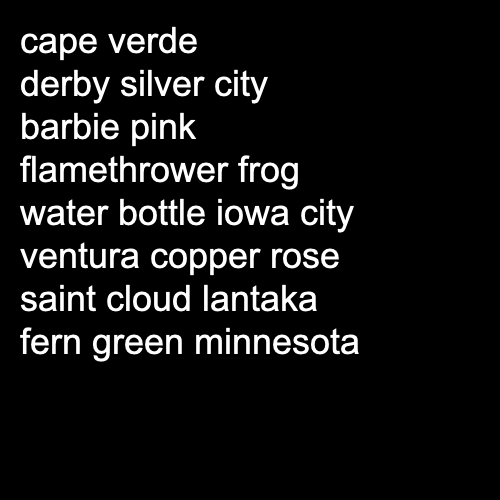 cape verde
derby silver city
barbie pink
flamethrower frog
water bottle iowa city
ventura copper rose
saint cloud lantaka
fern green minnesota